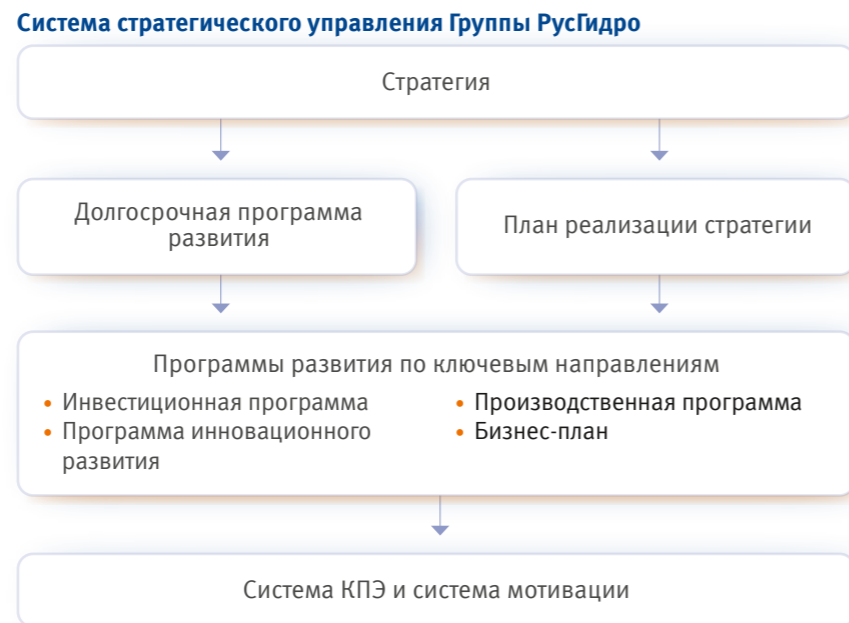 Система стратегического управления Группы РусГидро
Стратегия
Долгосрочная программа
развития
План реализации стратегии
Программы развития по ключевым направлениям
• Инвестиционная программа
• Программа инновационного
развития
• Производственная программа
• Бизнес-план
Система КПЭ и система мотивации